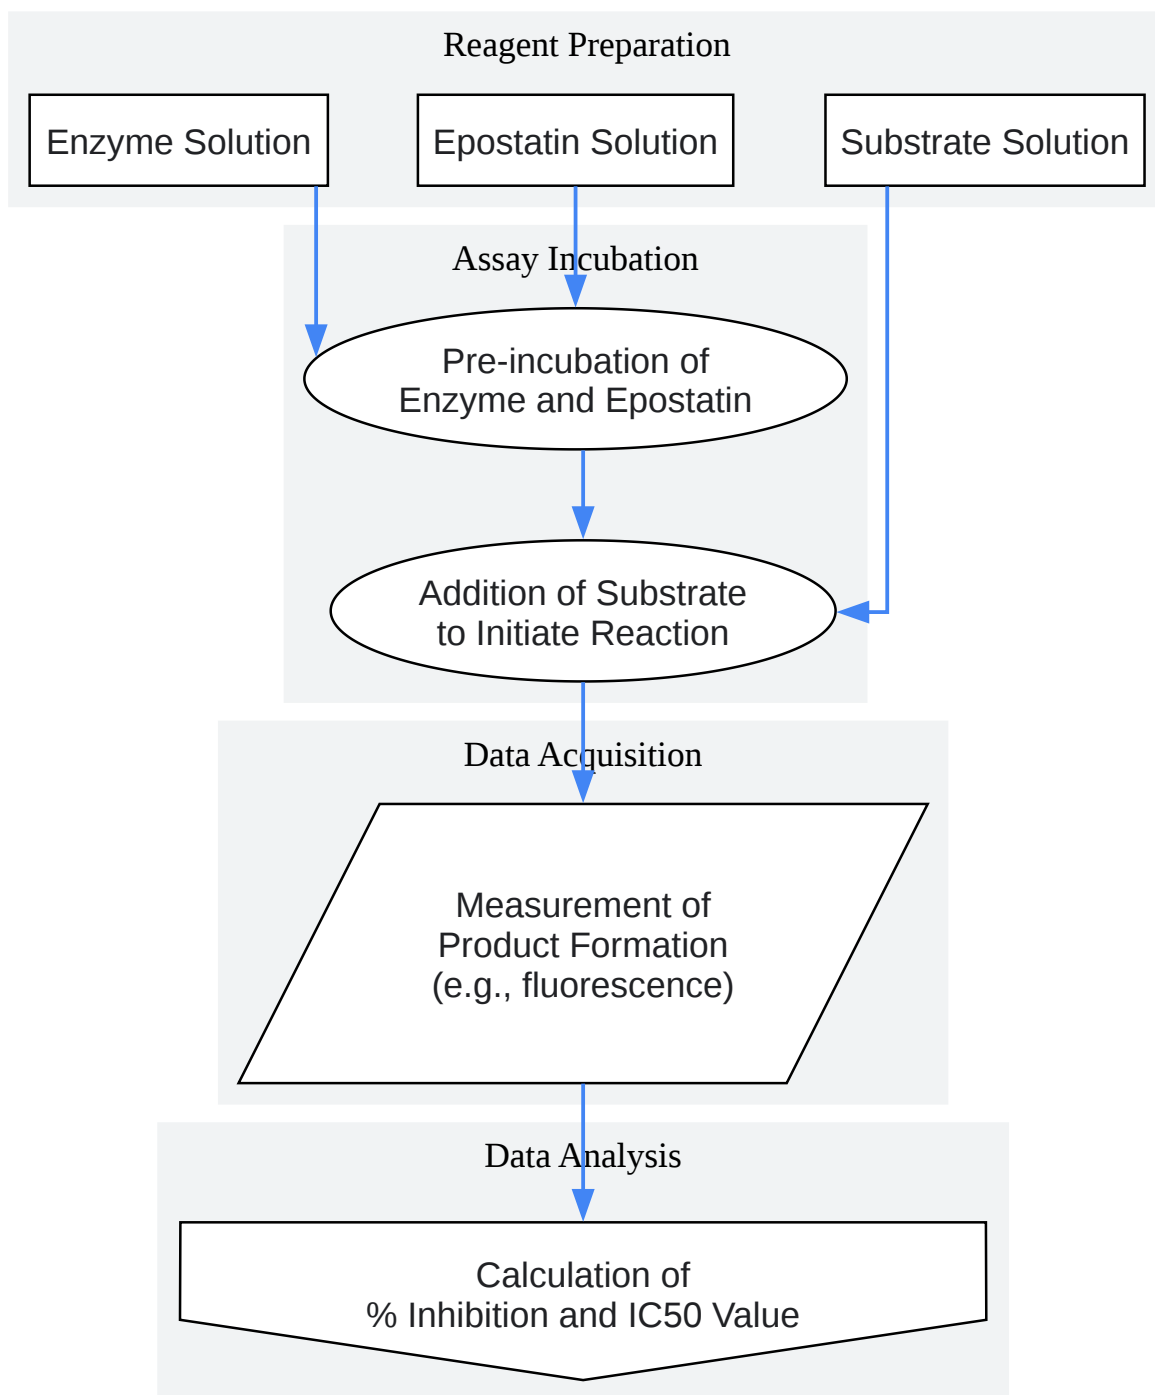 Reagent Preparation
Enzyme Solution
Epostatin Solution
Substrate Solution
Assay Incubation
Pre-incubation of
Enzyme and Epostatin
Addition of Substrate
to Initiate Reaction
Data Acquisition
Measurement of
Product Formation
(e.g., fluorescence)
Data Analysis
Calculation of
% Inhibition and IC50 Value